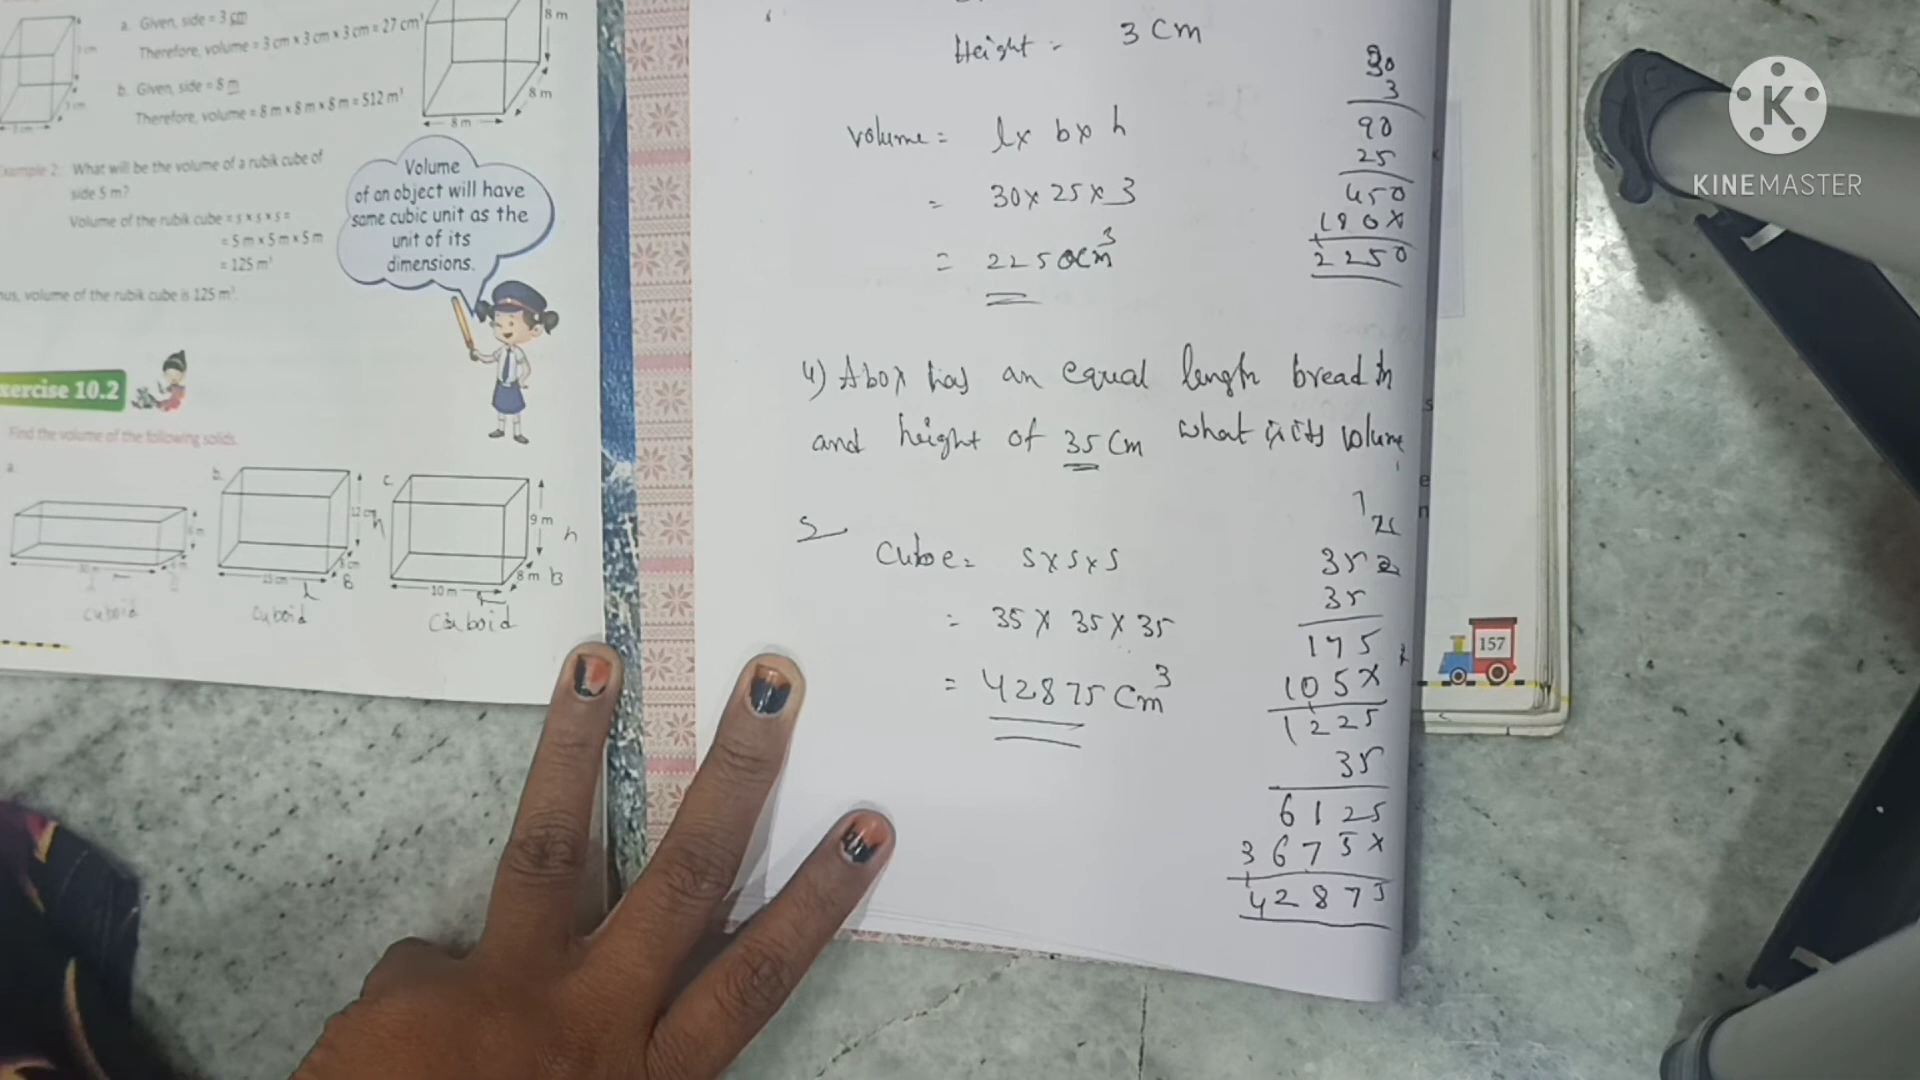 a. Given, side = 3 cm
Therefore, volume = 3 cm × 3 cm × 3 cm = 27 cm³
b. Given, side = 8 m
Therefore, volume = 8 m × 8 m × 8 m = 512 m³
8 m
8 m
8 m
What will be the volume of a rubik cube of
side 5 m?
Volume of the rubik cube = s × s × s =
= 5 m × 5 m × 5 m
= 125 m³
volume of the rubik cube is 125 m³.
Volume
of an object will have
same cubic unit as the
unit of its
dimensions.
xercise 10.2
Find the volume of the following solids.
a.
cuboid
b.
15 cm
L
B
h
cuboid
c.
9 m
h
8 m B
10 m
cuboid
Height - 3 cm
volume = l x b x h
= 30 x 25 x 3
= 2250 cm³
30
3
90
25
450
180x
2250
4) A box has an equal length breadth
and height of 35 cm what is its volume
S
Cube = s x s x s
= 35 x 35 x 35
= 42875 cm³
35
35
175
105x
1225
35
6125
3675x
42875
157
K
KINEMASTER